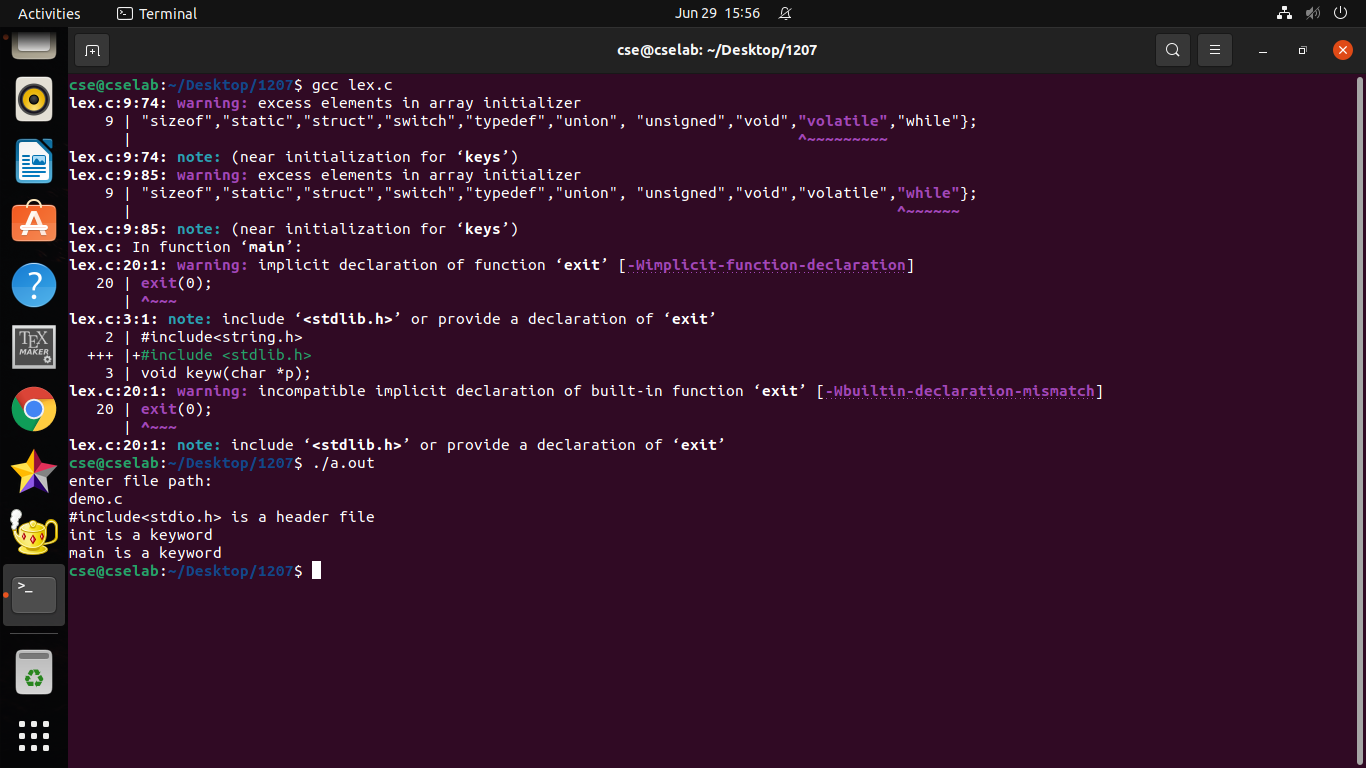 Activities
Terminal
Jun 29 15:56
cse@cselab: ~/Desktop/1207
cse@cselab:~/Desktop/1207$ gcc lex.c
lex.c:9:74: warning: excess elements in array initializer
    9 | "sizeof","static","struct","switch","typedef","union", "unsigned","void","volatile","while"};
      |                                                                          ^~~~~~~~~~
lex.c:9:74: note: (near initialization for ‘keys’)
lex.c:9:85: warning: excess elements in array initializer
    9 | "sizeof","static","struct","switch","typedef","union", "unsigned","void","volatile","while"};
      |                                                                                     ^~~~~~~
lex.c:9:85: note: (near initialization for ‘keys’)
lex.c: In function ‘main’:
lex.c:20:1: warning: implicit declaration of function ‘exit’ [-Wimplicit-function-declaration]
   20 | exit(0);
      | ^~~~
lex.c:3:1: note: include ‘<stdlib.h>’ or provide a declaration of ‘exit’
    2 | #include<string.h>
  +++ |+#include <stdlib.h>
    3 | void keyw(char *p);
lex.c:20:1: warning: incompatible implicit declaration of built-in function ‘exit’ [-Wbuiltin-declaration-mismatch]
   20 | exit(0);
      | ^~~~
lex.c:20:1: note: include ‘<stdlib.h>’ or provide a declaration of ‘exit’
cse@cselab:~/Desktop/1207$ ./a.out
enter file path:
demo.c
#include<stdio.h> is a header file
int is a keyword
main is a keyword
cse@cselab:~/Desktop/1207$
TEX
MAKER